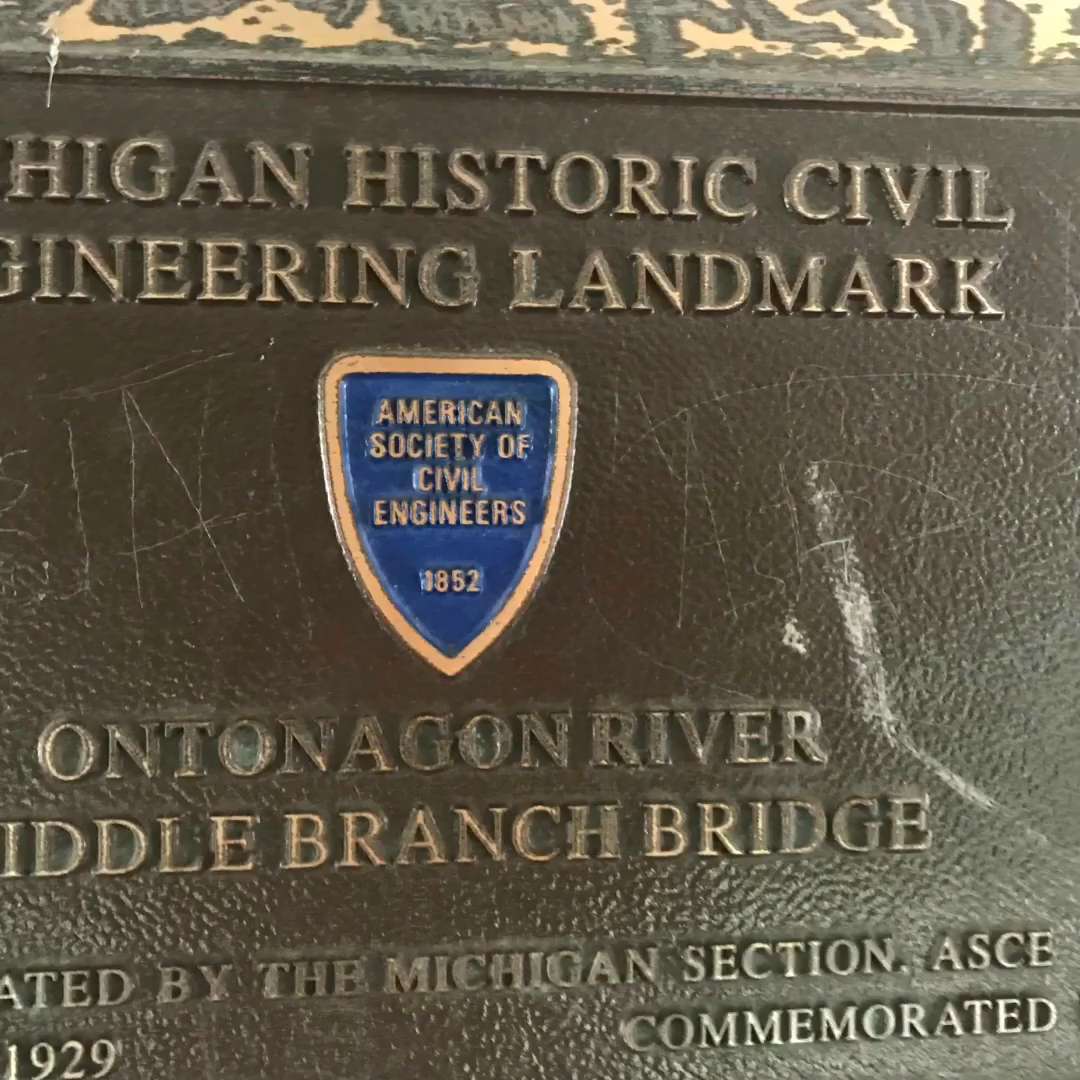 HIGAN HISTORIC CIVIL
GINEERING LANDMARK
AMERICAN
SOCIETY OF
CIVIL
ENGINEERS
1852
ONTONAGON RIVER
IDDLE BRANCH BRIDGE
ATED BY THE MICHIGAN SECTION, ASCE
1929 COMMEMORATED